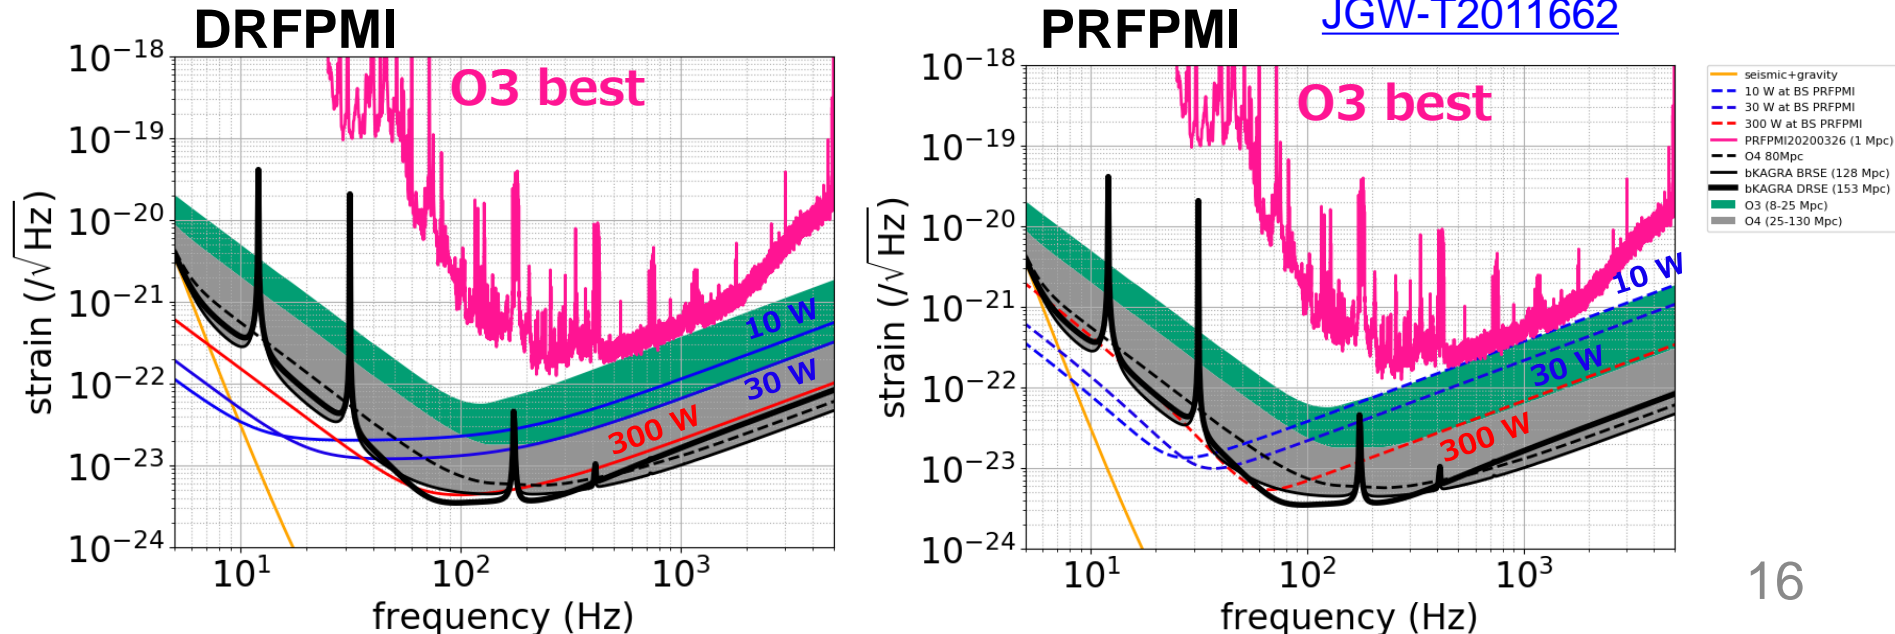 DRFPMI
PRFPMI
JGW-T2011662
10⁻¹⁸
10⁻¹⁹
10⁻²⁰
10⁻²¹
10⁻²²
10⁻²³
10⁻²⁴
strain (/√Hz)
O3 best
10 W
30 W
300 W
10¹
10²
10³
frequency (Hz)
10⁻¹⁸
10⁻¹⁹
10⁻²⁰
10⁻²¹
10⁻²²
10⁻²³
10⁻²⁴
strain (/√Hz)
O3 best
10 W
30 W
300 W
10¹
10²
10³
frequency (Hz)
seismic+gravity
10 W at BS PRFPMI
30 W at BS PRFPMI
300 W at BS PRFPMI
PRFPMI20200326 (1 Mpc)
O4 80Mpc
bKAGRA BRSE (128 Mpc)
bKAGRA DRSE (153 Mpc)
O3 (8-25 Mpc)
O4 (25-130 Mpc)
16